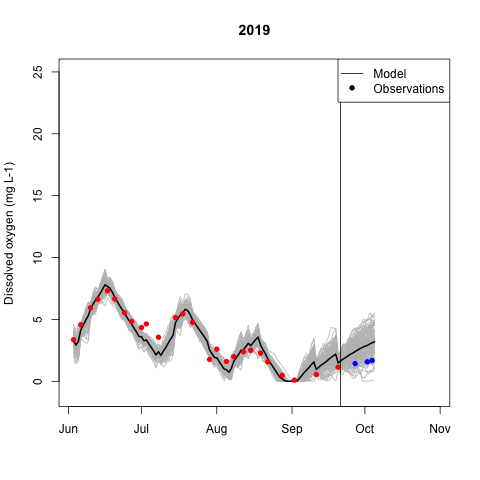 2019
Dissolved oxygen (mg L-1)
25
20
15
10
5
0
Model
Observations
Jun Jul Aug Sep Oct Nov